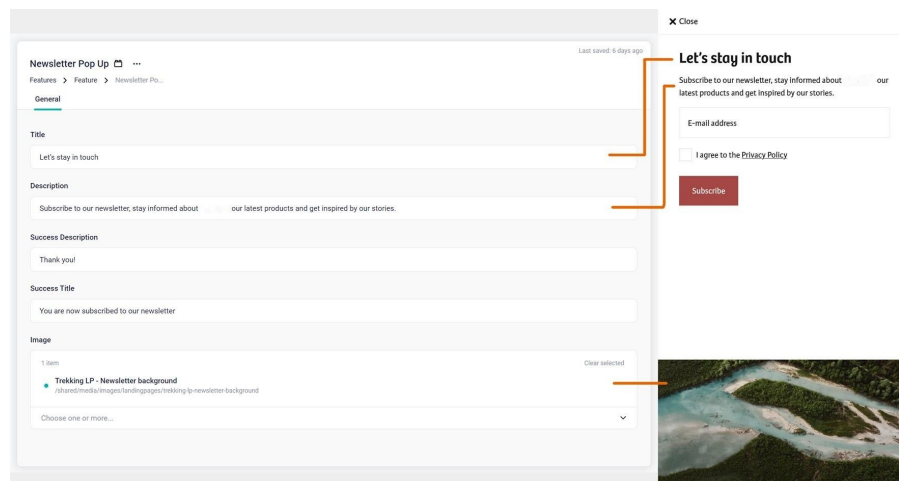 Last saved: 6 days ago
Newsletter Pop Up
Features > Feature > Newsletter Po...
General
Title
Let's stay in touch
Description
Subscribe to our newsletter, stay informed about our latest products and get inspired by our stories.
Success Description
Thank you!
Success Title
You are now subscribed to our newsletter
Image
1 item
Clear selected
Trekking LP - Newsletter background
/shared/media/images/landingpages/trekking-lp-newsletter-background
Choose one or more...
Close
Let's stay in touch
Subscribe to our newsletter, stay informed about our
latest products and get inspired by our stories.
E-mail address
I agree to the Privacy Policy
Subscribe